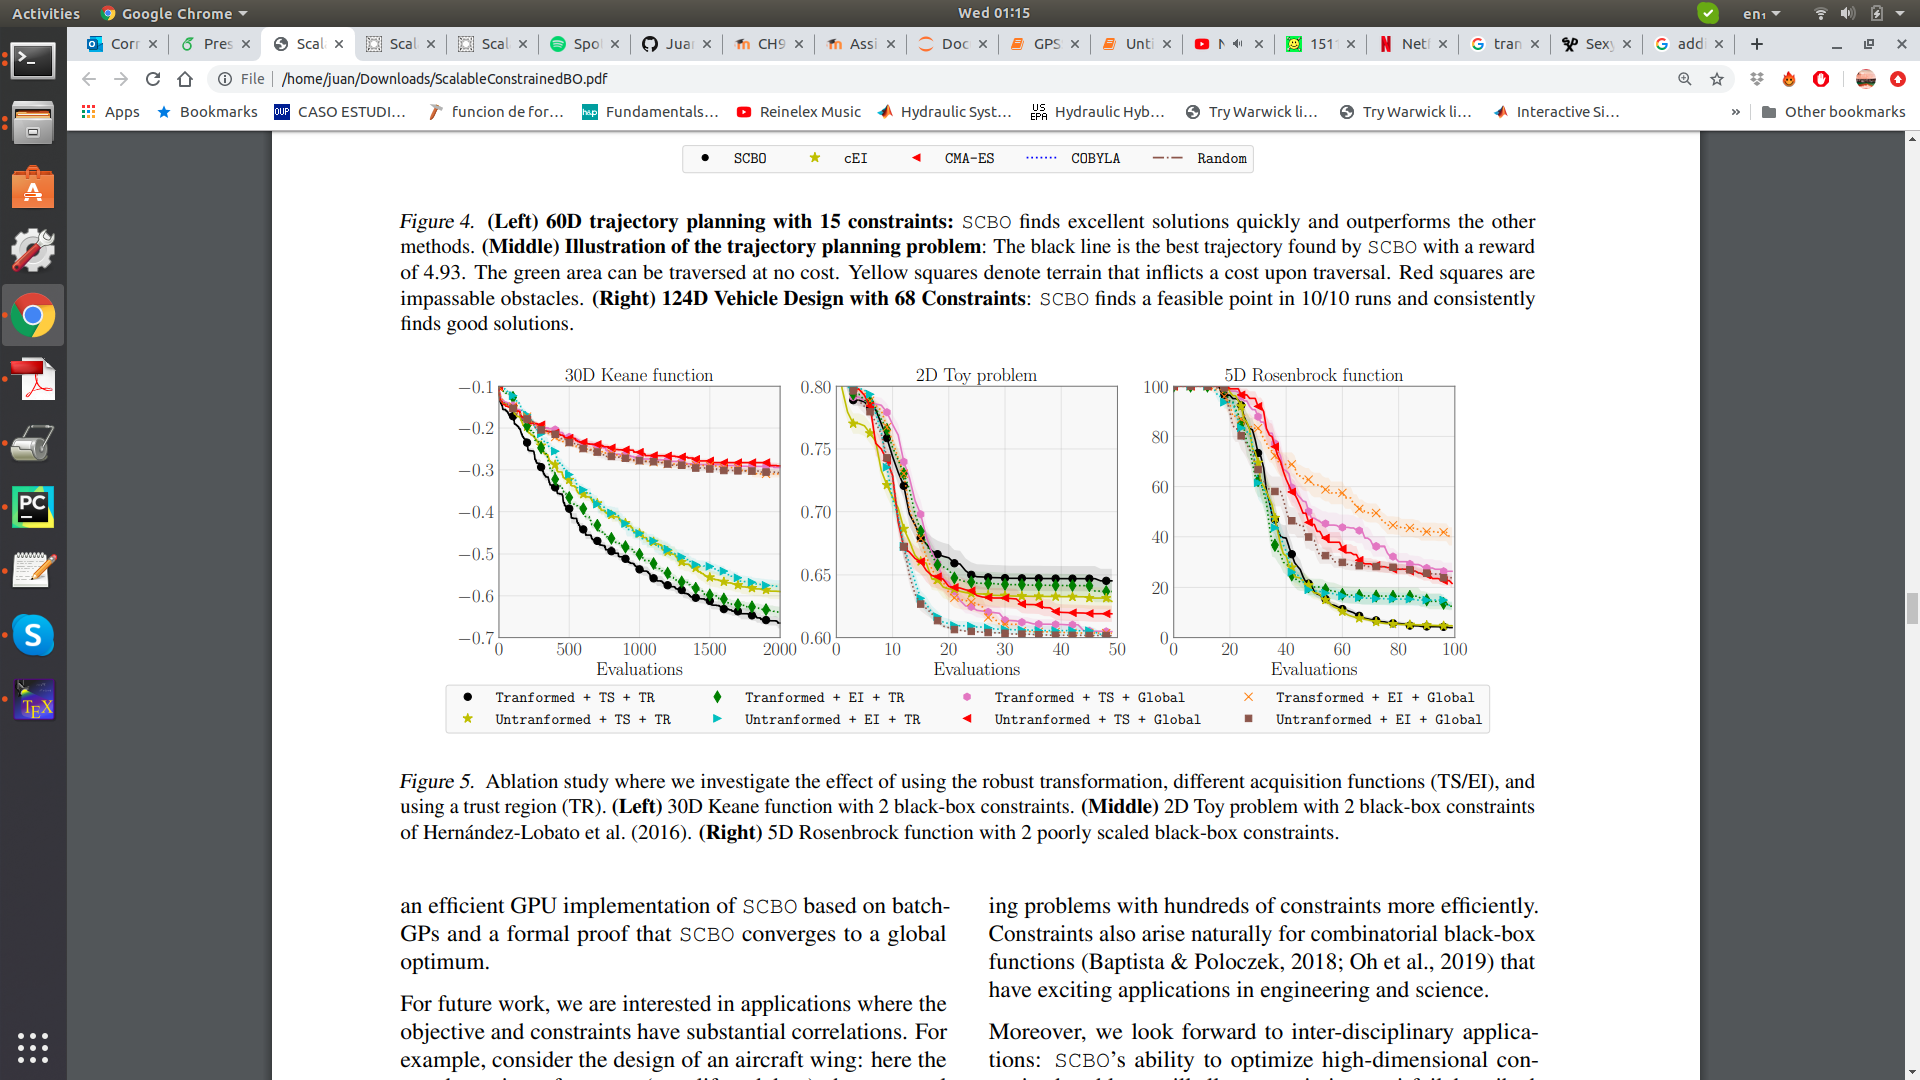 Activities
Google Chrome
Wed 01:15
en₁
Corr
Pres
Scal
Scal
Scal
Spo
Juar
CH9
Assi
Doc
GPS
Unti
N
151
Netf
tran
Sexy
add
File
/home/juan/Downloads/ScalableConstrainedBO.pdf
Apps
Bookmarks
CASO ESTUDI...
funcion de for...
Fundamentals...
Reinelex Music
Hydraulic Syst...
Hydraulic Hyb...
Try Warwick li...
Try Warwick li...
Interactive Si...
»
Other bookmarks
SCBO cEI CMA-ES COBYLA Random
Figure 4. (Left) 60D trajectory planning with 15 constraints: SCBO finds excellent solutions quickly and outperforms the other
methods. (Middle) Illustration of the trajectory planning problem: The black line is the best trajectory found by SCBO with a reward
of 4.93. The green area can be traversed at no cost. Yellow squares denote terrain that inflicts a cost upon traversal. Red squares are
impassable obstacles. (Right) 124D Vehicle Design with 68 Constraints: SCBO finds a feasible point in 10/10 runs and consistently
finds good solutions.
30D Keane function
−0.1
−0.2
−0.3
−0.4
−0.5
−0.6
−0.7
0 500 1000 1500 2000
Evaluations
2D Toy problem
0.80
0.75
0.70
0.65
0.60
0 10 20 30 40 50
Evaluations
5D Rosenbrock function
100
80
60
40
20
0
0 20 40 60 80 100
Evaluations
Tranformed + TS + TR Tranformed + EI + TR Tranformed + TS + Global Transformed + EI + Global
Untranformed + TS + TR Untranformed + EI + TR Untranformed + TS + Global Untranformed + EI + Global
Figure 5. Ablation study where we investigate the effect of using the robust transformation, different acquisition functions (TS/EI), and
using a trust region (TR). (Left) 30D Keane function with 2 black-box constraints. (Middle) 2D Toy problem with 2 black-box constraints
of Hernández-Lobato et al. (2016). (Right) 5D Rosenbrock function with 2 poorly scaled black-box constraints.
an efficient GPU implementation of SCBO based on batch-
GPs and a formal proof that SCBO converges to a global
optimum.
For future work, we are interested in applications where the
objective and constraints have substantial correlations. For
example, consider the design of an aircraft wing: here the
ing problems with hundreds of constraints more efficiently.
Constraints also arise naturally for combinatorial black-box
functions (Baptista & Poloczek, 2018; Oh et al., 2019) that
have exciting applications in engineering and science.
Moreover, we look forward to inter-disciplinary applica-
tions: SCBO's ability to optimize high-dimensional con-